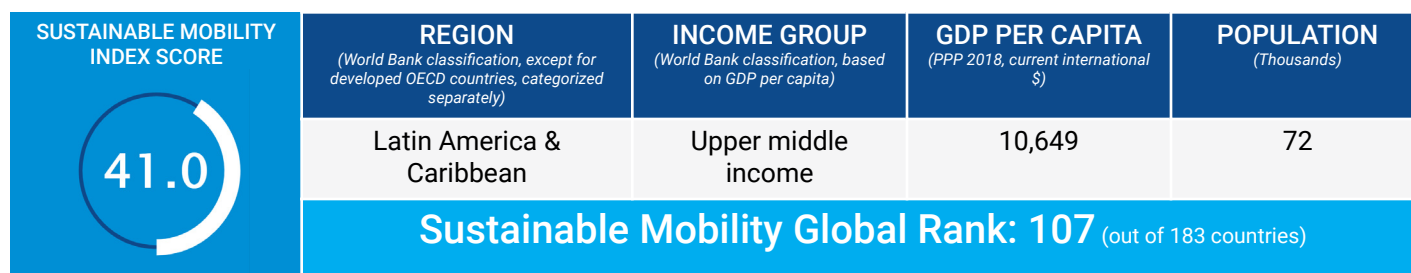 SUSTAINABLE MOBILITY
INDEX SCORE
41.0
REGION
(World Bank classification, except for
developed OECD countries, categorized
separately)
INCOME GROUP
(World Bank classification, based
on GDP per capita)
GDP PER CAPITA
(PPP 2018, current international
$)
POPULATION
(Thousands)
Latin America &
Caribbean
Upper middle
income
10,649
72
Sustainable Mobility Global Rank: 107 (out of 183 countries)